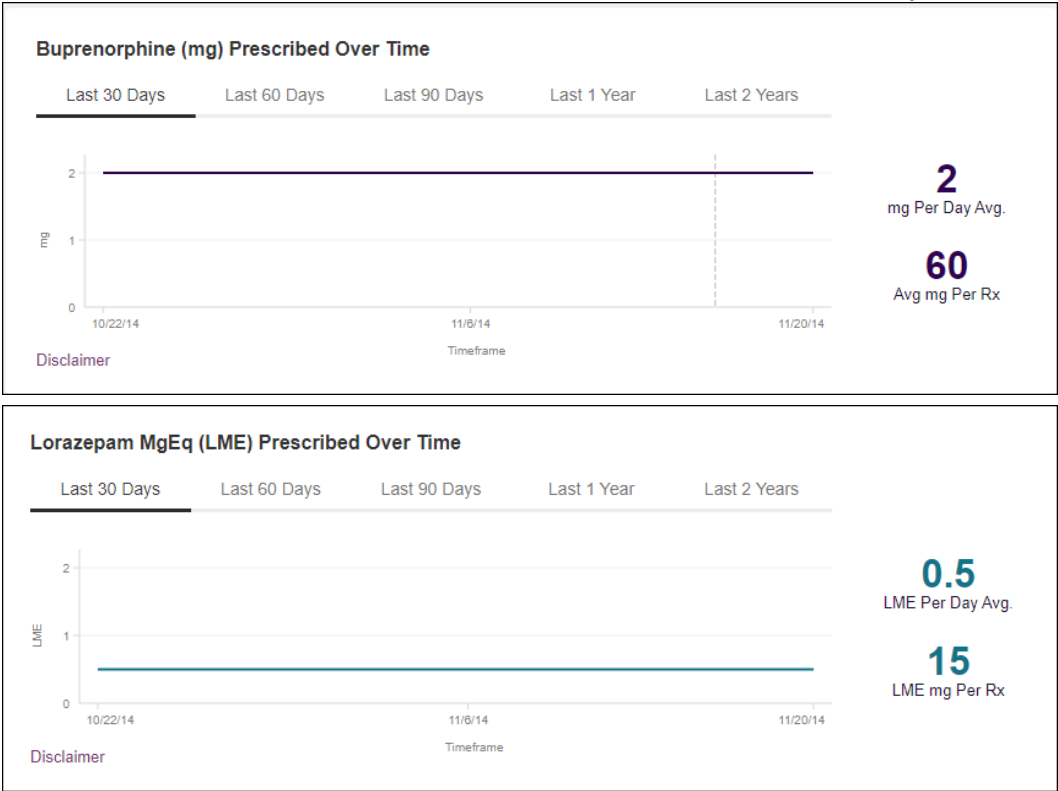 Buprenorphine (mg) Prescribed Over Time
Last 30 Days Last 60 Days Last 90 Days Last 1 Year Last 2 Years
2
1
0
mg
10/22/14 11/6/14 11/20/14
Timeframe
Disclaimer
2
mg Per Day Avg.
60
Avg mg Per Rx
Lorazepam MgEq (LME) Prescribed Over Time
Last 30 Days Last 60 Days Last 90 Days Last 1 Year Last 2 Years
2
1
0
LME
10/22/14 11/6/14 11/20/14
Timeframe
Disclaimer
0.5
LME Per Day Avg.
15
LME mg Per Rx